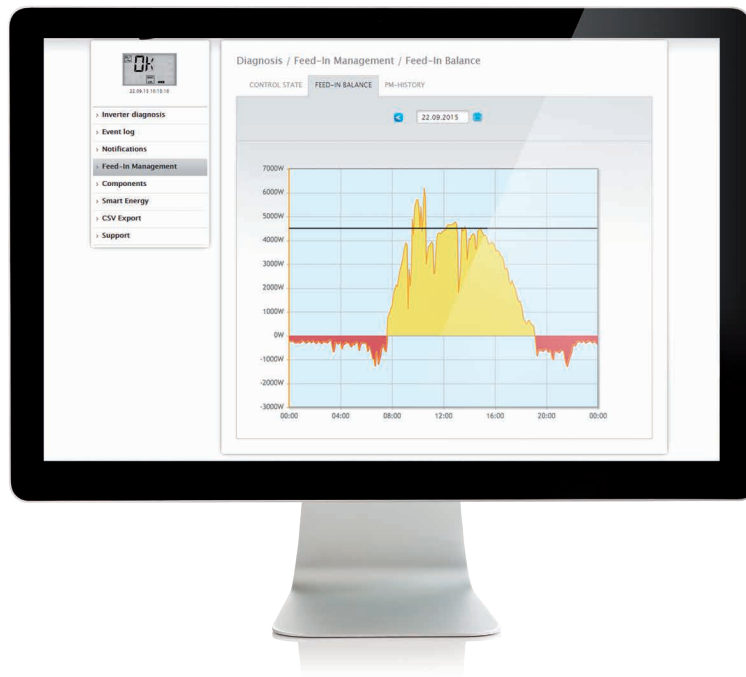 OK
22.09.15 16:16:16
› Inverter diagnosis
› Event log
› Notifications
› Feed-In Management
› Components
› Smart Energy
› CSV Export
› Support
Diagnosis / Feed-In Management / Feed-In Balance
CONTROL STATE FEED-IN BALANCE PM-HISTORY
22.09.2015
7000W
6000W
5000W
4000W
3000W
2000W
1000W
0W
-1000W
-2000W
-3000W
00:00 04:00 08:00 12:00 16:00 20:00 00:00